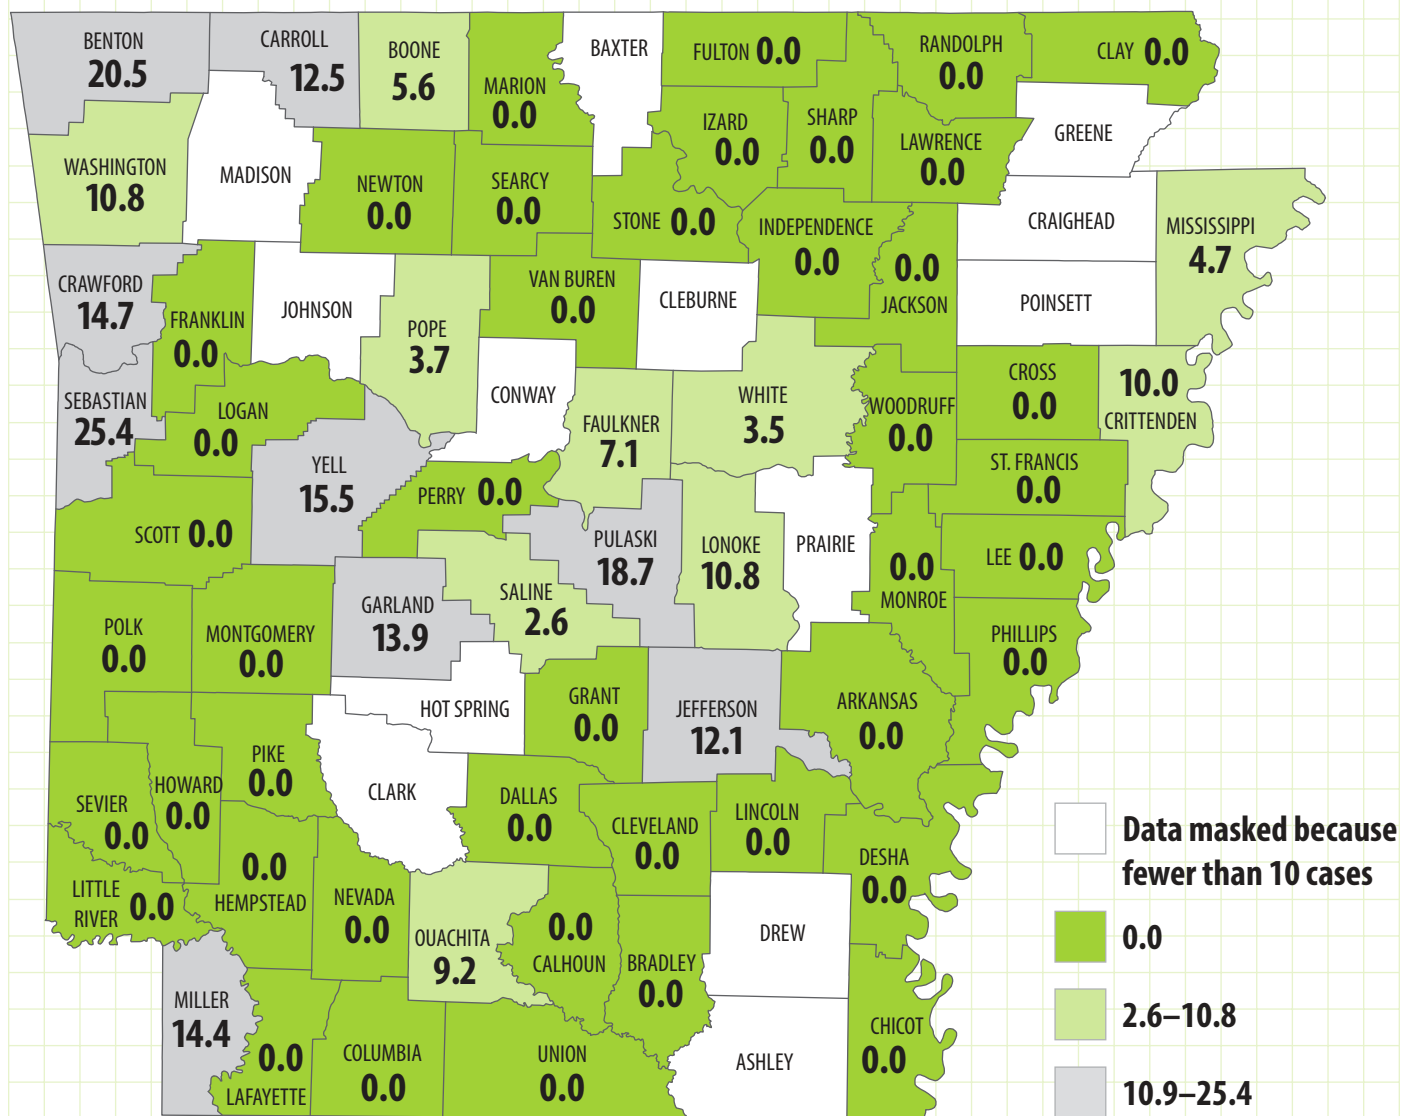 BENTON
20.5
CARROLL
12.5
BOONE
5.6
MARION
0.0
BAXTER
FULTON 0.0
RANDOLPH
0.0
CLAY 0.0
IZARD
0.0
SHARP
0.0
LAWRENCE
0.0
GREENE
WASHINGTON
10.8
MADISON
NEWTON
0.0
SEARCY
0.0
STONE 0.0
INDEPENDENCE
0.0
0.0
JACKSON
CRAIGHEAD
MISSISSIPPI
4.7
CRAWFORD
14.7
FRANKLIN
0.0
JOHNSON
POPE
3.7
VAN BUREN
0.0
CLEBURNE
POINSETT
SEBASTIAN
25.4
LOGAN
0.0
CONWAY
FAULKNER
7.1
WHITE
3.5
WOODRUFF
0.0
CROSS
0.0
10.0
CRITTENDEN
YELL
15.5
PERRY 0.0
ST. FRANCIS
0.0
SCOTT 0.0
PULASKI
18.7
LONOKE
10.8
PRAIRIE
0.0
MONROE
LEE 0.0
POLK
0.0
MONTGOMERY
0.0
GARLAND
13.9
SALINE
2.6
PHILLIPS
0.0
HOT SPRING
GRANT
0.0
JEFFERSON
12.1
ARKANSAS
0.0
SEVIER
0.0
HOWARD
0.0
PIKE
0.0
CLARK
DALLAS
0.0
CLEVELAND
0.0
LINCOLN
0.0
DESHA
0.0
LITTLE
RIVER 0.0
0.0
HEMPSTEAD
NEVADA
0.0
OUACHITA
9.2
0.0
CALHOUN
BRADLEY
0.0
DREW
MILLER
14.4
0.0
LAFAYETTE
COLUMBIA
0.0
UNION
0.0
ASHLEY
CHICOT
0.0
Data masked because
fewer than 10 cases
0.0
2.6–10.8
10.9–25.4